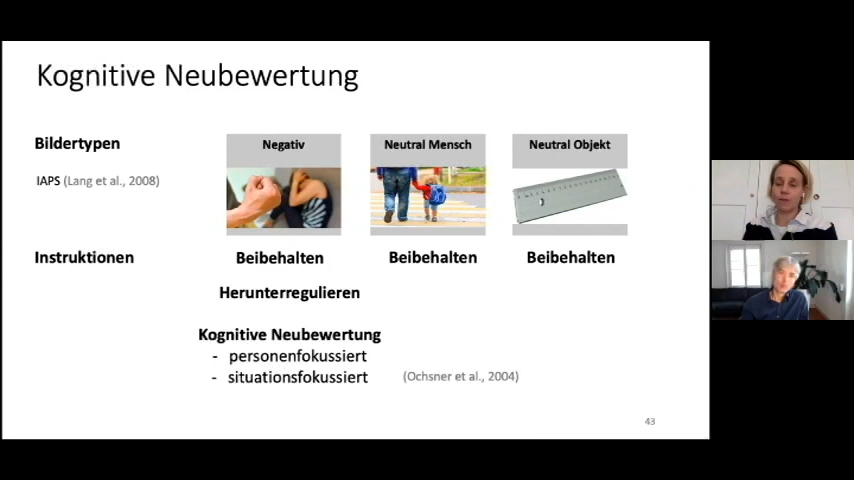 Kognitive Neubewertung
Bildertypen
Negativ
Neutral Mensch
Neutral Objekt
IAPS (Lang et al., 2008)
Instruktionen
Beibehalten
Beibehalten
Beibehalten
Herunterregulieren
Kognitive Neubewertung
- personenfokussiert
- situationsfokussiert
(Ochsner et al., 2004)
43